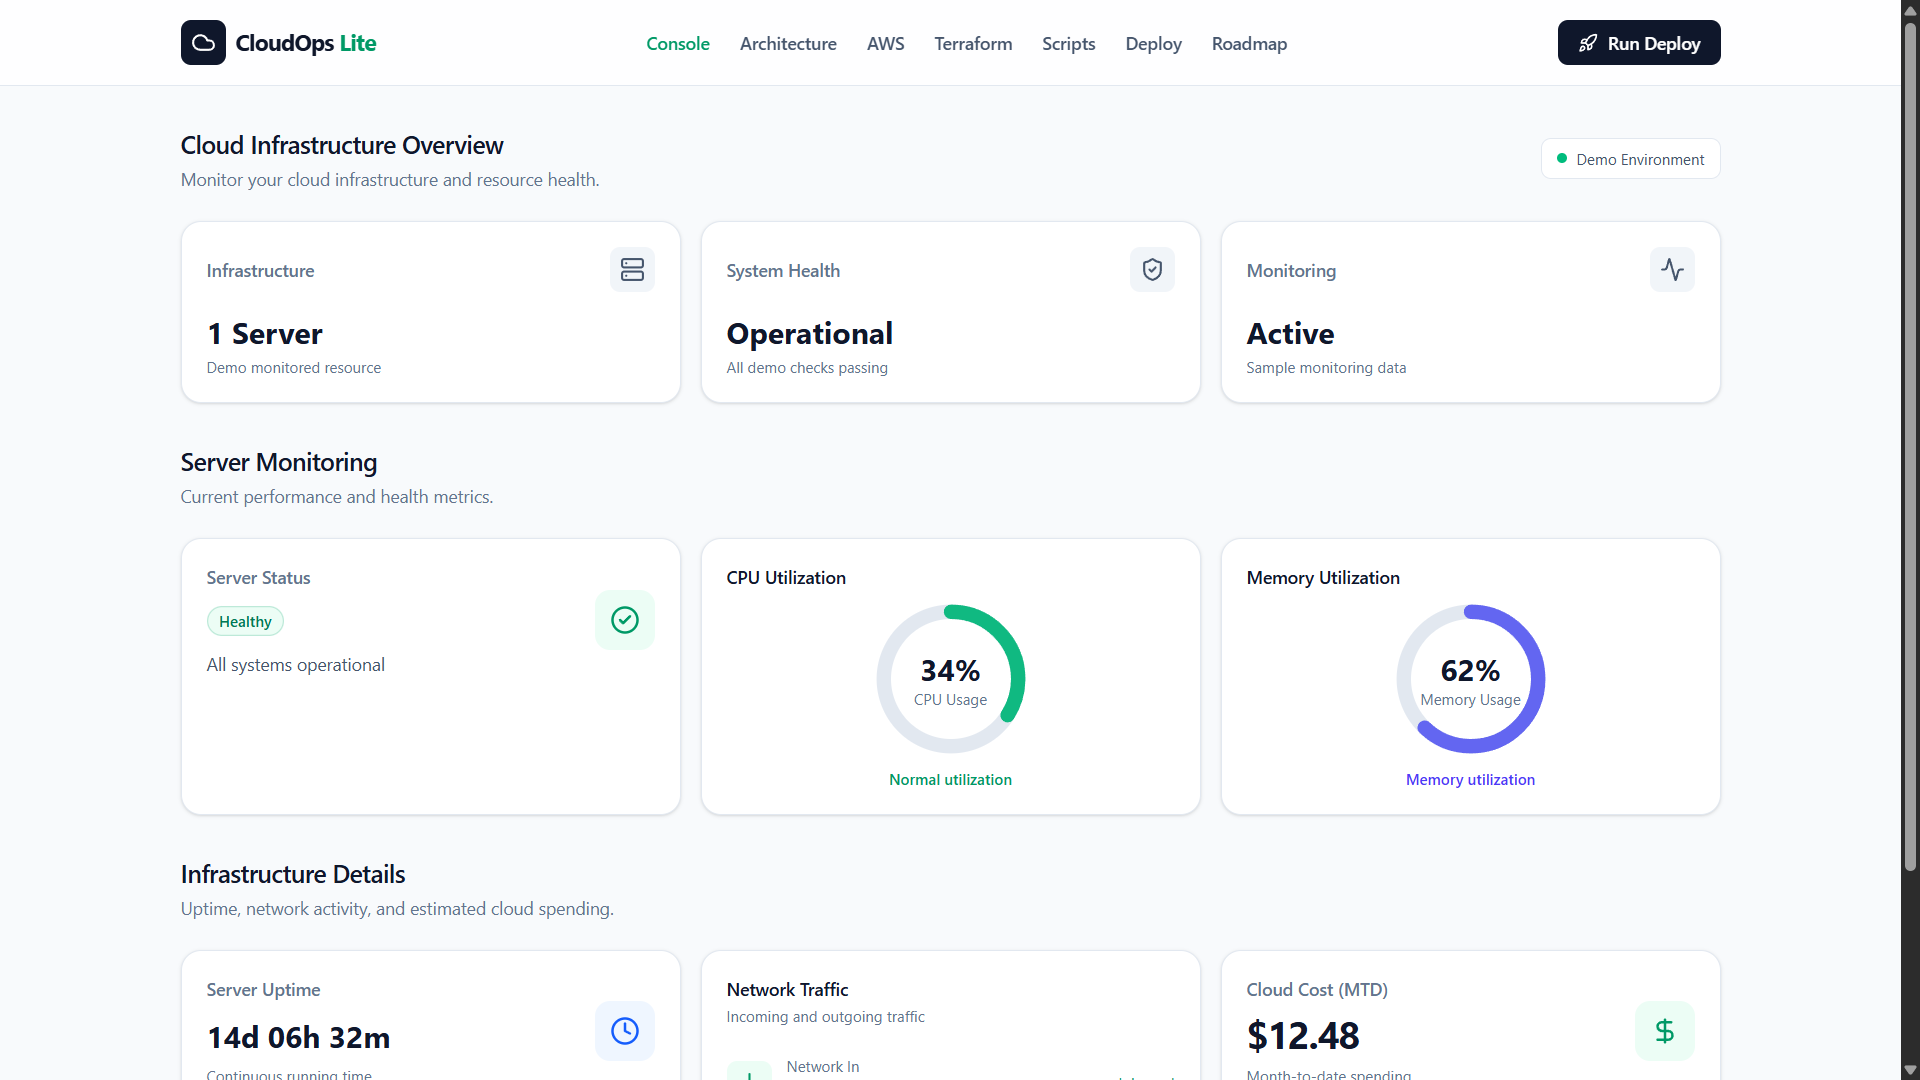 CloudOps Lite
Console
Architecture
AWS
Terraform
Scripts
Deploy
Roadmap
Run Deploy
Cloud Infrastructure Overview
Monitor your cloud infrastructure and resource health.
Demo Environment
Infrastructure
1 Server
Demo monitored resource
System Health
Operational
All demo checks passing
Monitoring
Active
Sample monitoring data
Server Monitoring
Current performance and health metrics.
Server Status
Healthy
All systems operational
CPU Utilization
34%
CPU Usage
Normal utilization
Memory Utilization
62%
Memory Usage
Memory utilization
Infrastructure Details
Uptime, network activity, and estimated cloud spending.
Server Uptime
14d 06h 32m
Continuous running time
Network Traffic
Incoming and outgoing traffic
Network In
Cloud Cost (MTD)
$12.48
Month-to-date spending